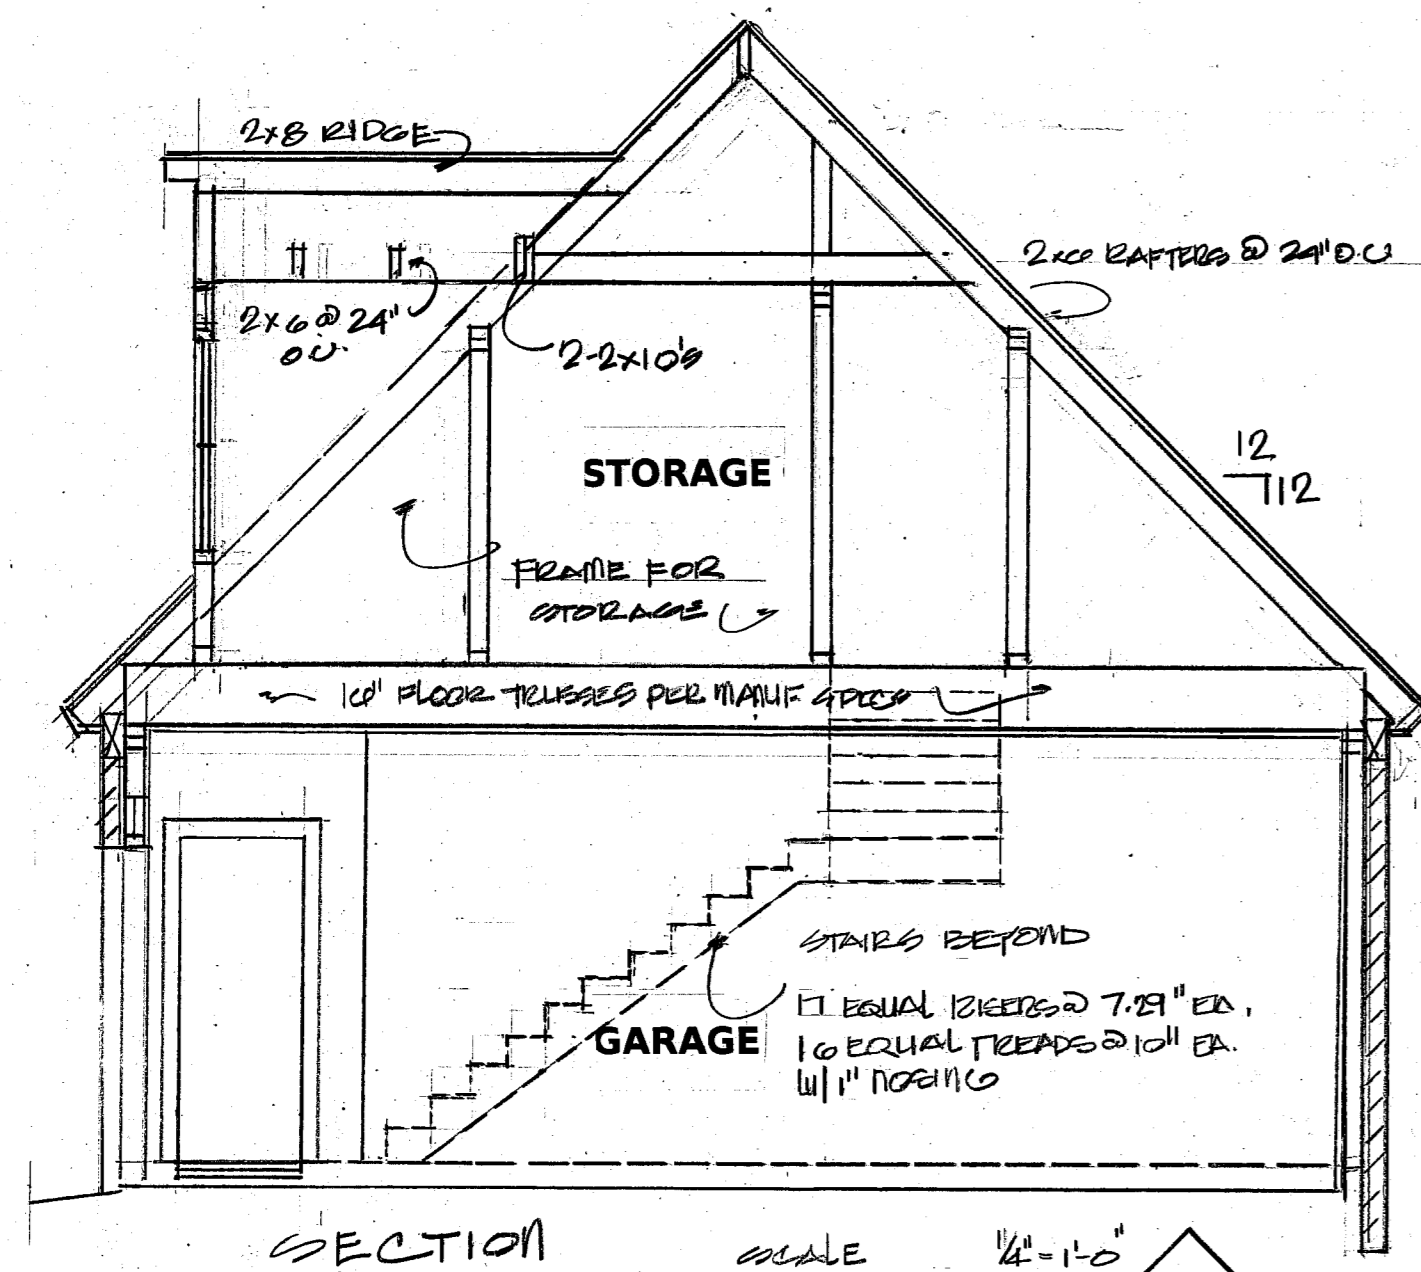 2x8 RIDGE
2x6 RAFTERS @ 24" O.C.
2x6 @ 24"
O.C.
2-2x10's
12
12
STORAGE
FRAME FOR
STORAGE
16" FLOOR TRUSSES PER MANUF. SPECS
STAIRS BEYOND
17 EQUAL RISERS @ 7.29" EA.
16 EQUAL TREADS @ 10" EA.
W/ 1" NOSING
GARAGE
SECTION
SCALE 1/4" = 1'-0"